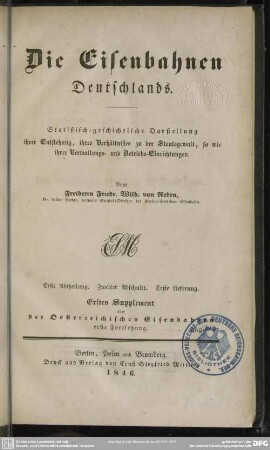 Die Eisenbahnen
Deutschlands.
Statistisch-geschichtliche Darstellung
ihrer Entstehung, ihres Verhältnisses zu der Staatsgewalt, so wie
ihrer Verwaltungs- und Betriebs-Einrichtungen.
Vom
Freiherrn Friedr. Wilh. von Reden,
Erste Abtheilung. Zweiter Abschnitt. Erste Lieferung.
Erstes Supplement
oder
der Oesterreichischen Eisenbahnen
erste Fortsetzung.
Berlin, Posen und Bromberg.
Druck und Verlag von Ernst Siegfried Mittler.
1846.